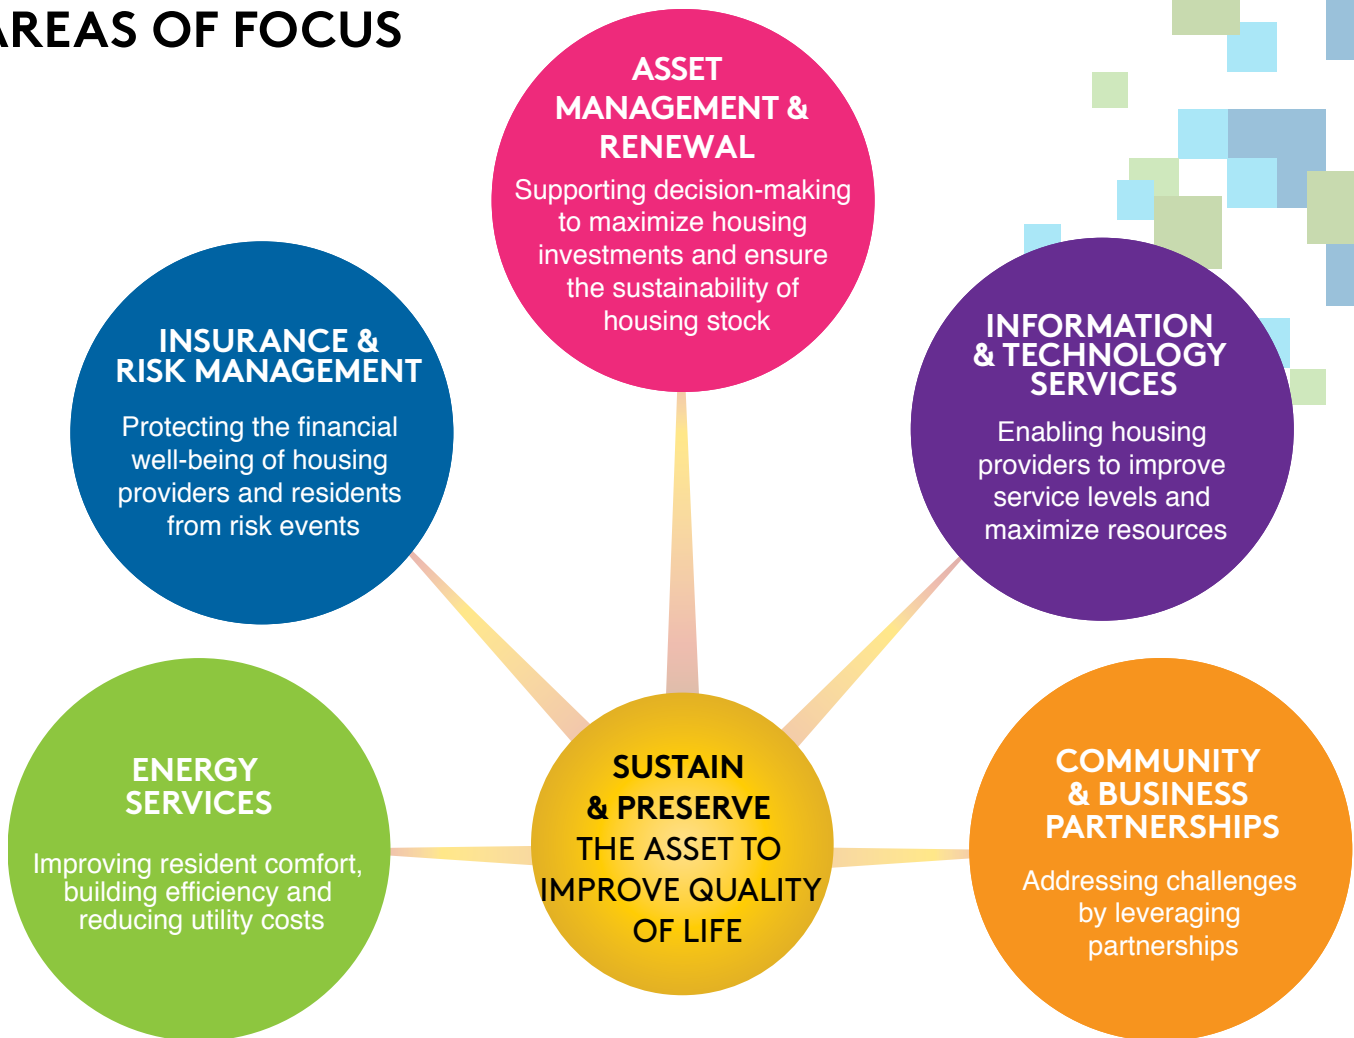 AREAS OF FOCUS
ASSET
MANAGEMENT &
RENEWAL
Supporting decision-making
to maximize housing
investments and ensure
the sustainability of
housing stock
INSURANCE &
RISK MANAGEMENT
Protecting the financial
well-being of housing
providers and residents
from risk events
INFORMATION
& TECHNOLOGY
SERVICES
Enabling housing
providers to improve
service levels and
maximize resources
ENERGY
SERVICES
Improving resident comfort,
building efficiency and
reducing utility costs
SUSTAIN
& PRESERVE
THE ASSET TO
IMPROVE QUALITY
OF LIFE
COMMUNITY
& BUSINESS
PARTNERSHIPS
Addressing challenges
by leveraging
partnerships